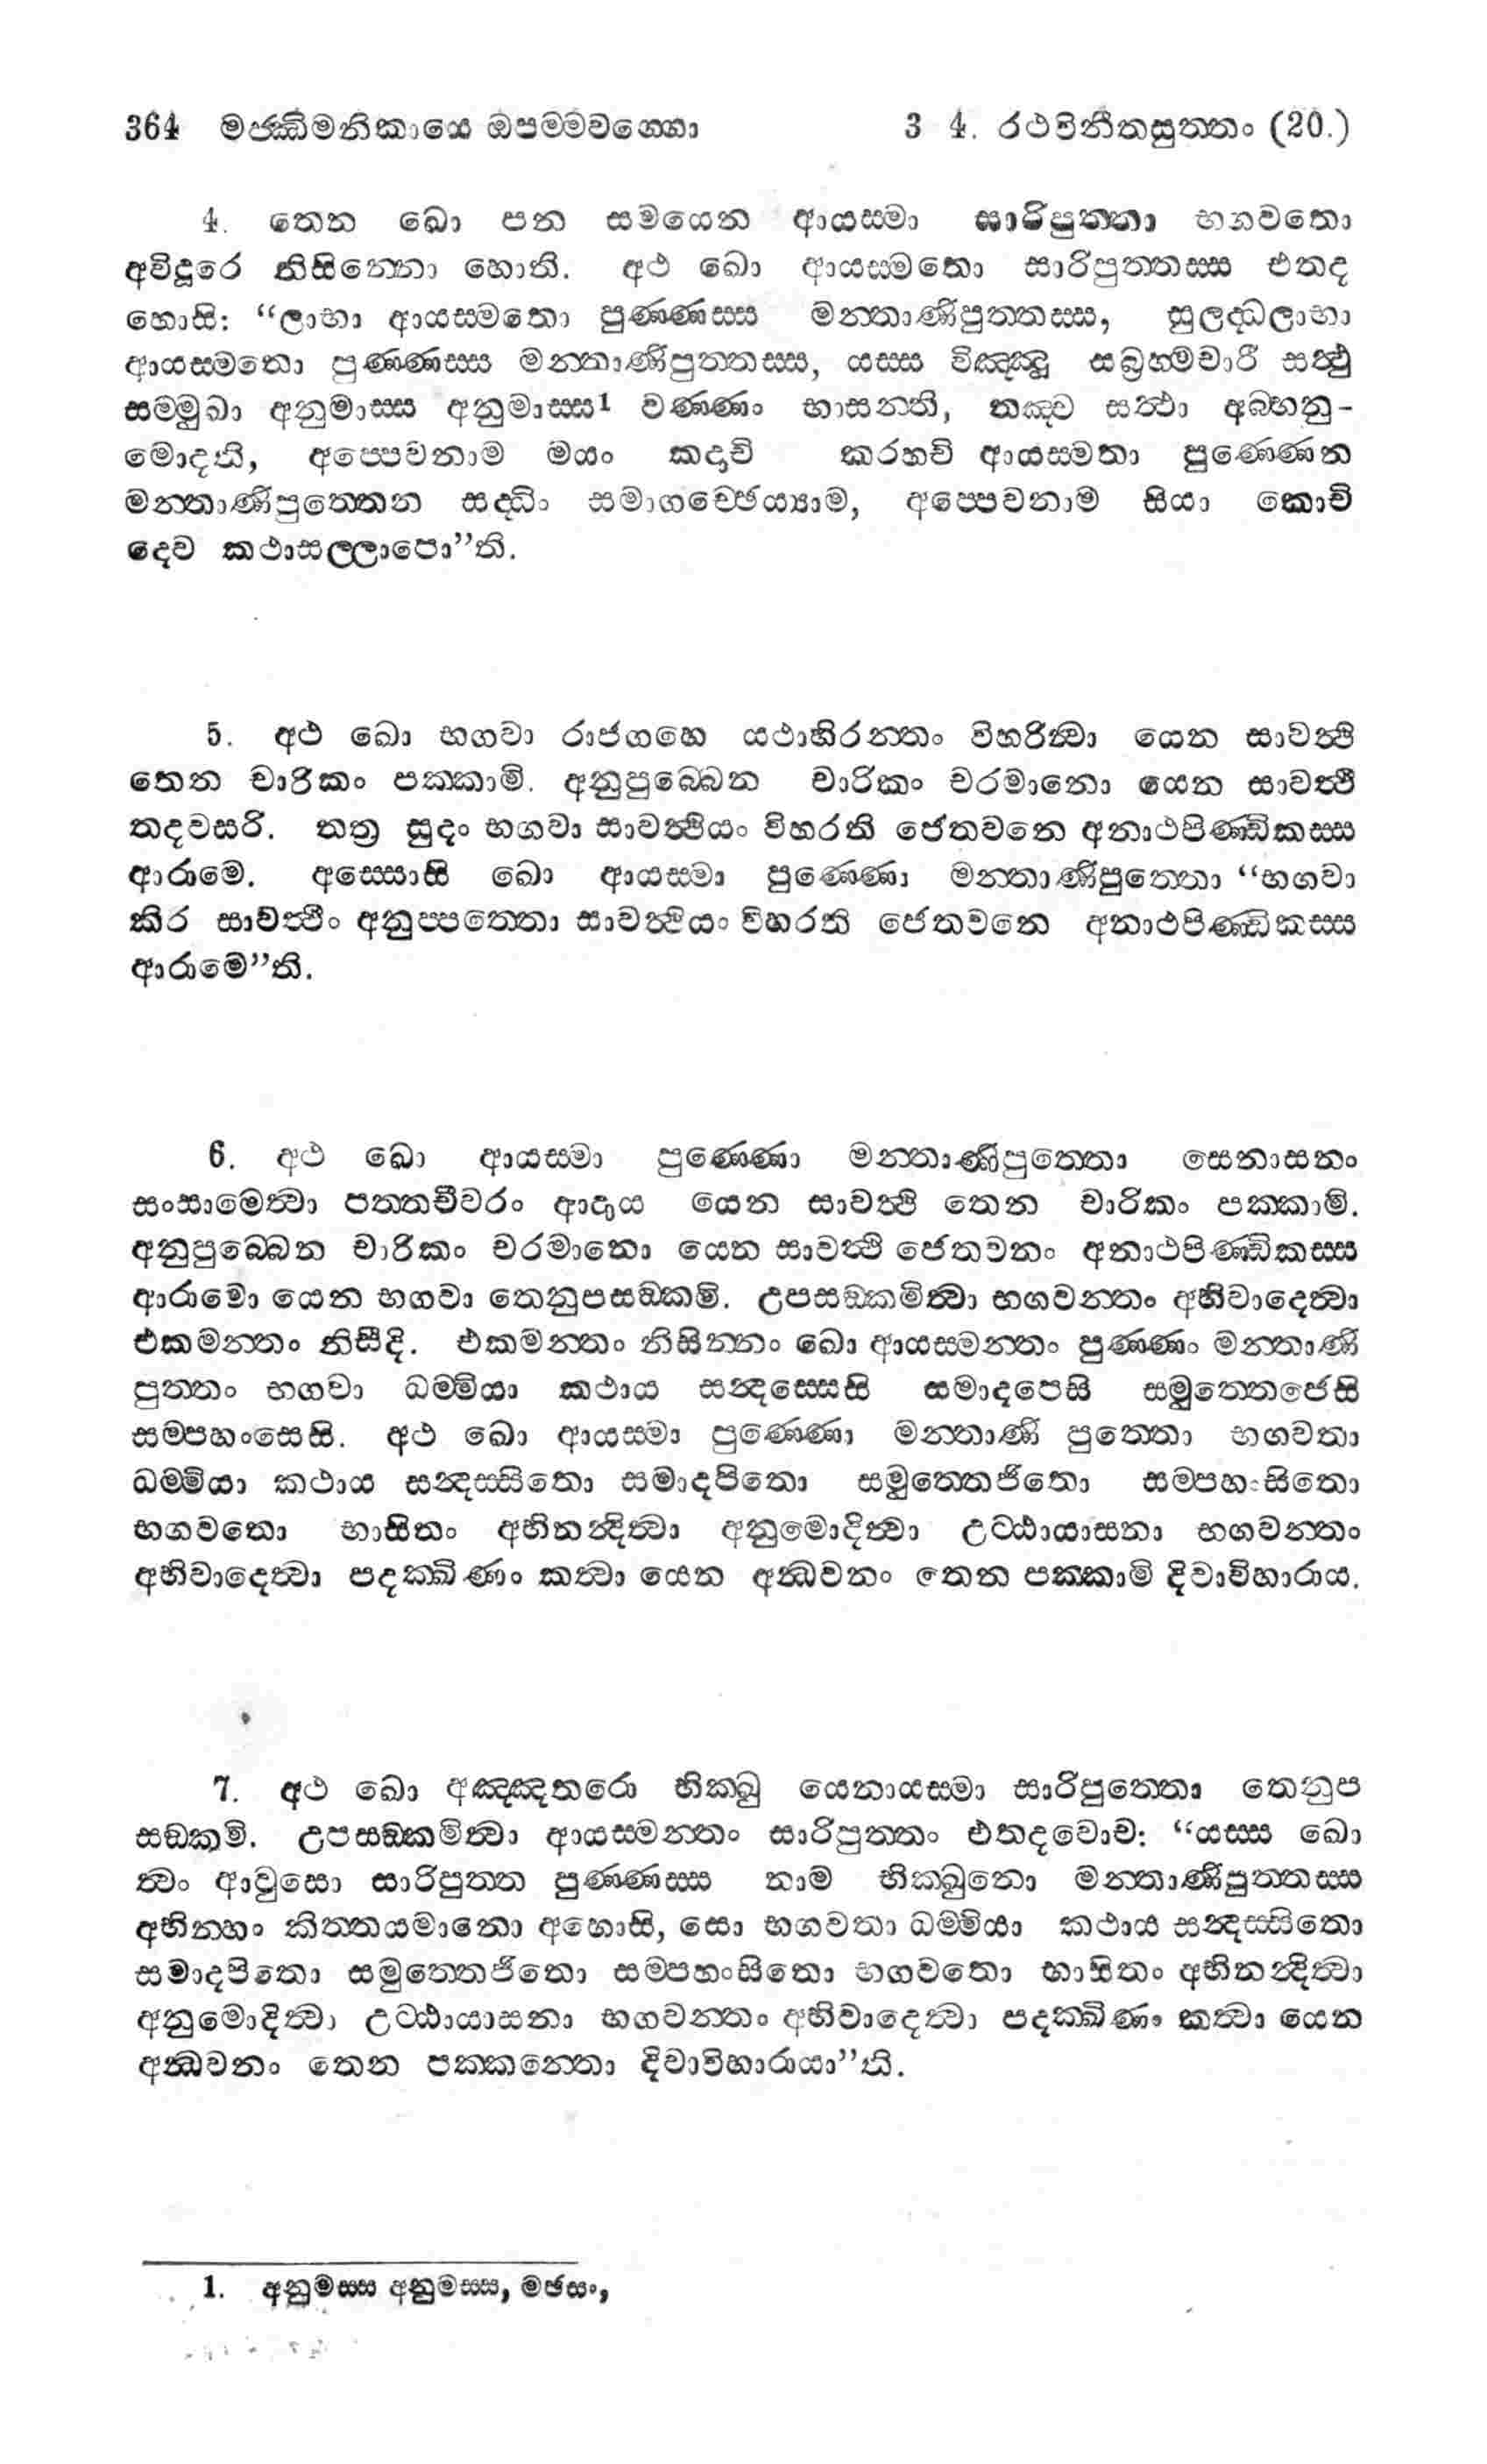 364 මජ්ඣිමනිකායෙ ඔපම්මවග්ගො 3 4. රථවිනීතසුත්තං (20.)
4. තෙන ඛො පන සමයෙන ආයස්මා සාරිපුත්තා භගවතො
අවිදූරෙ නිසින්නො හොති. අථ ඛො ආයස්මතො සාරිපුත්තස්ස එතද
හොසි: “ලාභා ආයස්මතො පුණ්ණස්ස මන්තාණිපුත්තස්ස, සුලද්ධලාභා
ආයස්මතො පුණ්ණස්ස මන්තාණිපුත්තස්ස, යස්ස විඤ්ඤූ සබ්‍රහ්මචාරී සත්ථු
සම්මුඛා අනුමාස්ස අනුමාස්ස1 වණ්ණං භාසන්ති, තඤ්ච සත්ථා අබ්භනු-
මොදති, අප්පෙවනාම මයං කදාචි කරහචි ආයස්මතා පුණ්ණෙන
මන්තාණිපුත්තෙන සද්ධිං සමාගච්ඡෙය්‍යාම, අප්පෙවනාම සියා කොචි
දෙව කථාසල්ලාපො”ති.
5. අථ ඛො භගවා රාජගහෙ යථාභිරන්තං විහරිත්වා යෙන සාවත්ථි
තෙන චාරිකං පක්කාමි. අනුපුබ්බෙන චාරිකං චරමානො යෙන සාවත්ථී
තදවසරි. තත්‍ර සුදං භගවා සාවත්ථියං විහරති ජේතවනෙ අනාථපිණ්ඩිකස්ස
ආරාමෙ. අස්සොසි ඛො ආයස්මා පුණ්ණො මන්තාණිපුත්තො “භගවා
කිර සාවත්ථීං අනුප්පත්තො සාවත්ථියං විහරති ජෙතවනෙ අනාථපිණ්ඩිකස්ස
ආරාමෙ”ති.
6. අථ ඛො ආයස්මා පුණ්ණො මන්තාණිපුත්තො සෙනාසනං
සංසාමෙත්වා පත්තචීවරං ආදාය යෙන සාවත්ථි තෙන චාරිකං පක්කාමි.
අනුපුබ්බෙන චාරිකං චරමානො යෙන සාවත්ථි ජෙතවනං අනාථපිණ්ඩිකස්ස
ආරාමො යෙන භගවා තෙනුපසඞ්කමි. උපසඞ්කමිත්වා භගවන්තං අභිවාදෙත්වා
එකමන්තං නිසීදි. එකමන්තං නිසින්නං ඛො ආයස්මන්තං පුණ්ණං මන්තාණි
පුත්තං භගවා ධම්මියා කථාය සන්දස්සෙසි සමාදපෙසි සමුත්තෙජෙසි
සම්පහංසෙසි. අථ ඛො ආයස්මා පුණ්ණො මන්තාණි පුත්තො භගවතා
ධම්මියා කථාය සන්දස්සිතො සමාදපිතො සමුත්තෙජිතො සම්පහංසිතො
භගවතො භාසිතං අභිනන්දිත්වා අනුමොදිත්වා උට්ඨායාසනා භගවන්තං
අභිවාදෙත්වා පදක්ඛිණං කත්වා යෙන අන්ධවනං තෙන පක්කාමි දිවාවිහාරාය.
7. අථ ඛො අඤ්ඤතරො භික්ඛු යෙනායස්මා සාරිපුත්තො තෙනුප
සඞ්කමි. උපසඞ්කමිත්වා ආයස්මන්තං සාරිපුත්තං එතදවොච: “යස්ස ඛො
ත්වං ආවුසො සාරිපුත්ත පුණ්ණස්ස නාම භික්ඛුනො මන්තාණිපුත්තස්ස
අභින්හං කිත්තයමානො අහොසි, සො භගවතා ධම්මියා කථාය සන්දස්සිතො
සමාදපිතො සමුත්තෙජිතො සම්පහංසිතො භගවතො භාසිතං අභිනන්දිත්වා
අනුමොදිත්වා උට්ඨායාසනා භගවන්තං අභිවාදෙත්වා පදක්ඛිණං කත්වා යෙන
අන්ධවනං තෙන පක්කන්තො දිවාවිහාරායා”ති.
1. අනුමස්ස අනුමස්ස, මඡසං,